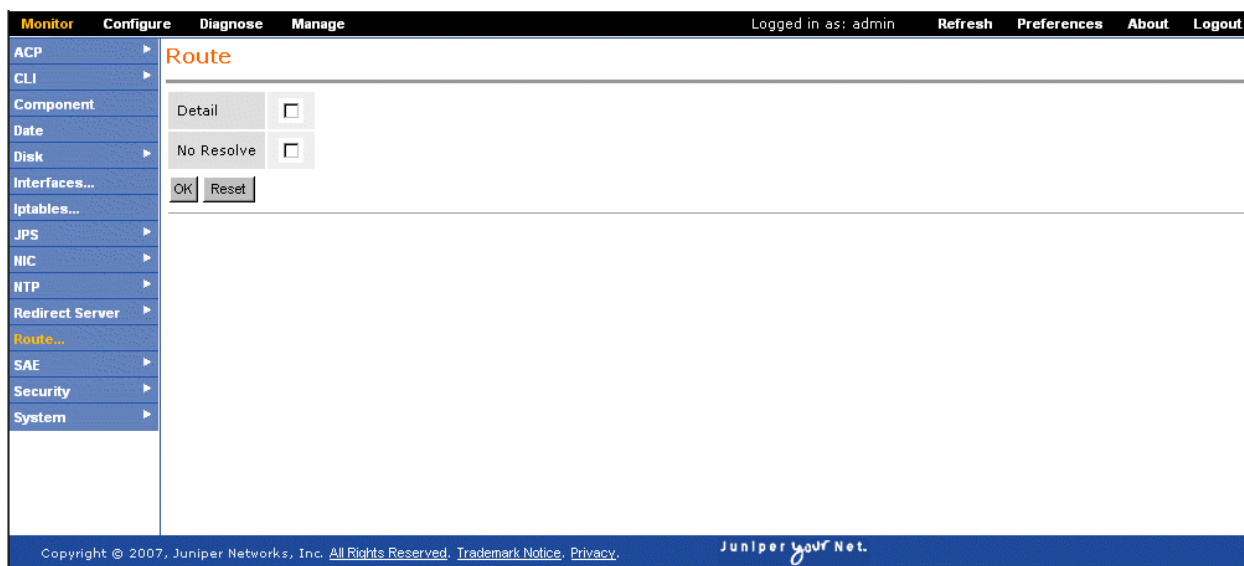 Monitor Configure Diagnose Manage Logged in as: admin Refresh Preferences About Logout
ACP
CLI
Component
Date
Disk
Interfaces...
Iptables...
JPS
NIC
NTP
Redirect Server
Route...
SAE
Security
System
Route
Detail
No Resolve
OK Reset
Copyright © 2007, Juniper Networks, Inc. All Rights Reserved. Trademark Notice. Privacy.
Juniper your Net.